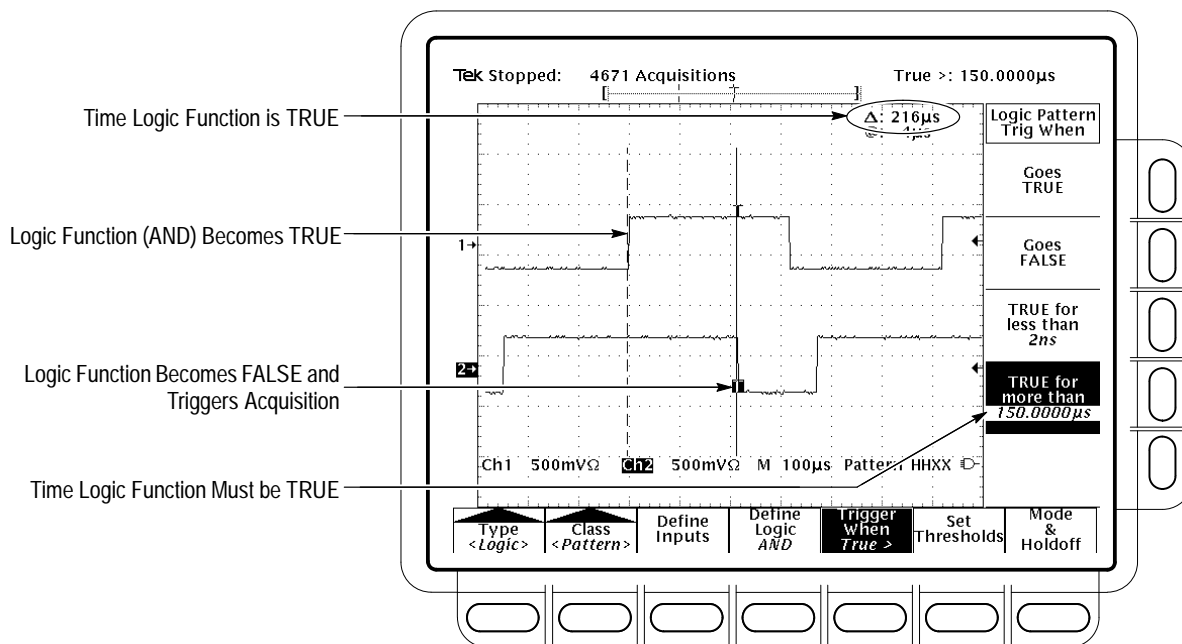 Tek Stopped: 4671 Acquisitions True >: 150.0000µs
Time Logic Function is TRUE
Δ: 216µs
Logic Pattern
Trig When
Goes
TRUE
Logic Function (AND) Becomes TRUE
1
Goes
FALSE
TRUE for
less than
2ns
2
Logic Function Becomes FALSE and
Triggers Acquisition
T
TRUE for
more than
150.0000µs
Ch1 500mVΩ Ch2 500mVΩ M 100µs Pattern HHXX
Time Logic Function Must be TRUE
Type
<Logic>
Class
<Pattern>
Define
Inputs
Define
Logic
AND
Trigger
When
True >
Set
Thresholds
Mode
&
Holdoff